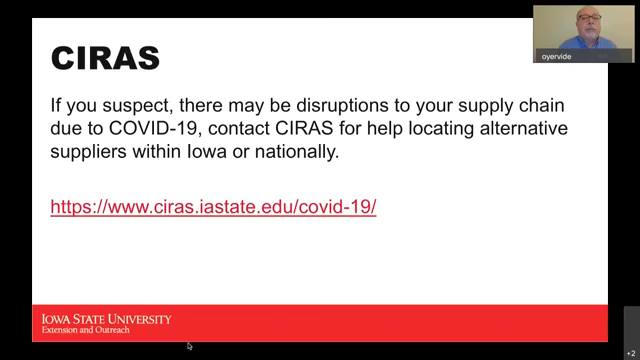 CIRAS
If you suspect, there may be disruptions to your supply chain
due to COVID-19, contact CIRAS for help locating alternative
suppliers within Iowa or nationally.
https://www.ciras.iastate.edu/covid-19/
IOWA STATE UNIVERSITY
Extension and Outreach
oyervide
+2